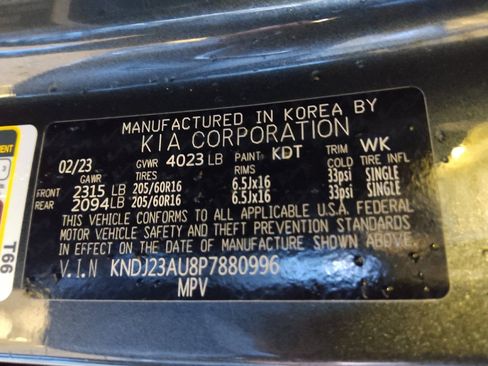 MANUFACTURED IN KOREA BY
KIA CORPORATION
02/23 GVWR 4023 LB PAINT KDT TRIM WK
GAWR TIRES RIMS COLD TIRE INFL
FRONT 2315 LB 205/60R16 6.5Jx16 33psi SINGLE
REAR 2094LB 205/60R16 6.5Jx16 33psi SINGLE
THIS VEHICLE CONFORMS TO ALL APPLICABLE U.S.A. FEDERAL
MOTOR VEHICLE SAFETY AND THEFT PREVENTION STANDARDS
IN EFFECT ON THE DATE OF MANUFACTURE SHOWN ABOVE.
V.I.N KNDJ23AU8P7880996
MPV
T66